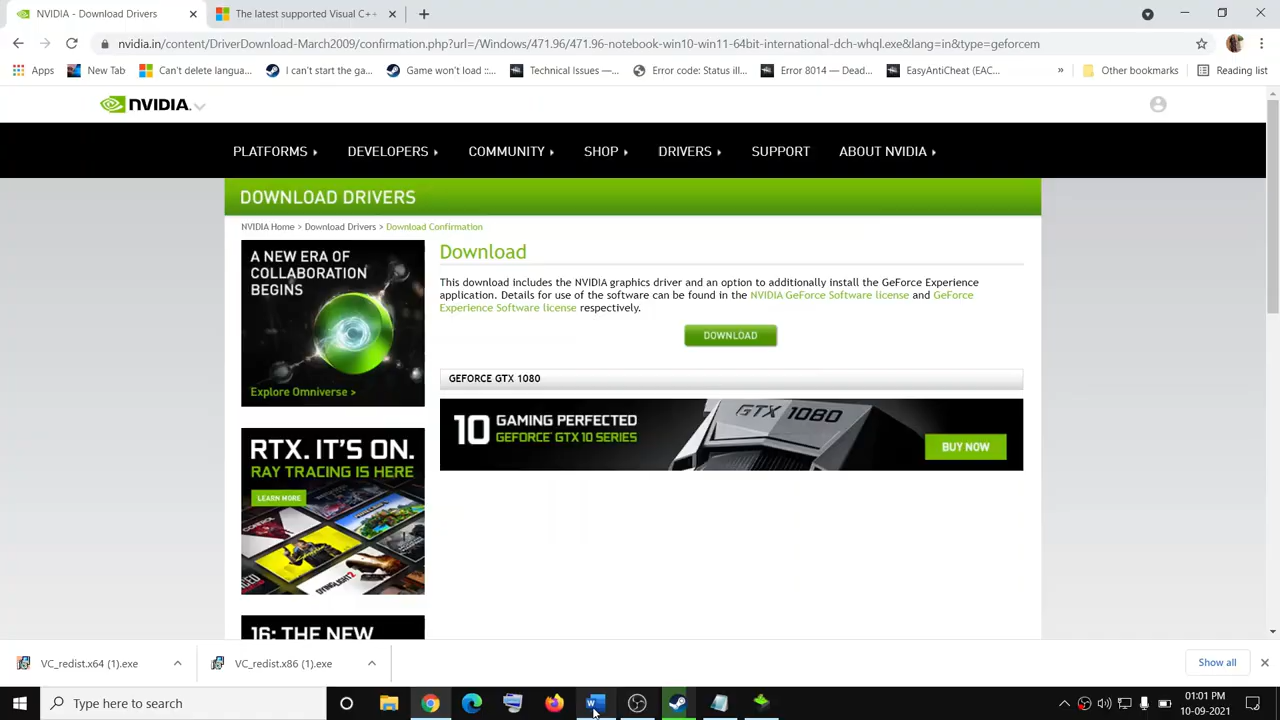 NVIDIA - Download Drivers
The latest supported Visual C++
nvidia.in/content/DriverDownload-March2009/confirmation.php?url=/Windows/471.96/471.96-notebook-win10-win11-64bit-international-dch-whql.exe&lang=in&type=geforcem
Apps
New Tab
Can't delete langua...
I can't start the ga...
Game won't load ::...
Technical Issues —...
Error code: Status ill...
Error 8014 — Dead...
EasyAntiCheat (EAC...
»
Other bookmarks
Reading list
NVIDIA.
PLATFORMS
DEVELOPERS
COMMUNITY
SHOP
DRIVERS
SUPPORT
ABOUT NVIDIA
DOWNLOAD DRIVERS
NVIDIA Home > Download Drivers > Download Confirmation
A NEW ERA OF
COLLABORATION
BEGINS
Explore Omniverse >
Download
This download includes the NVIDIA graphics driver and an option to additionally install the GeForce Experience
application. Details for use of the software can be found in the NVIDIA GeForce Software license and GeForce
Experience Software license respectively.
DOWNLOAD
GEFORCE GTX 1080
10 GAMING PERFECTED
GEFORCE GTX 10 SERIES
GTX 1080
BUY NOW
RTX. IT'S ON.
RAY TRACING IS HERE
LEARN MORE
CONTROL
DYING LIGHT 2
16: THE NEW
VC_redist.x64 (1).exe
VC_redist.x86 (1).exe
Show all
Type here to search
01:01 PM
10-09-2021